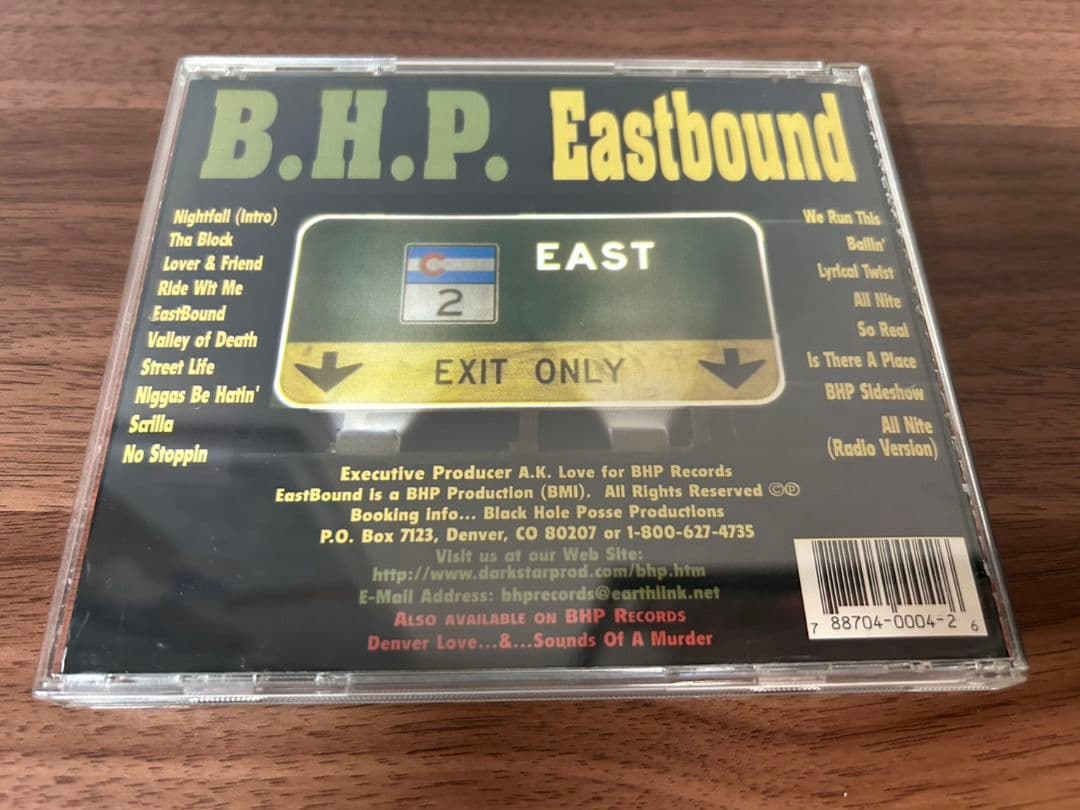 B.H.P. Eastbound
Nightfall (Intro)
Tha Block
Lover & Friend
Ride Wit Me
EastBound
Valley of Death
Street Life
Niggas Be Hatin'
Scrilla
No Stoppin
EAST
2
EXIT ONLY
We Run This
Ballin'
Lyrical Twist
All Nite
So Real
Is There A Place
BHP Sideshow
All Nite
(Radio Version)
Executive Producer A.K. Love for BHP Records
EastBound is a BHP Production (BMI). All Rights Reserved ©℗
Booking info... Black Hole Posse Productions
P.O. Box 7123, Denver, CO 80207 or 1-800-627-4735
Visit us at our Web Site:
http://www.darkstarprod.com/bhp.htm
E-Mail Address: bhprecords@earthlink.net
ALSO AVAILABLE ON BHP RECORDS
Denver Love...&...Sounds Of A Murder
7 88704-0004-2 6